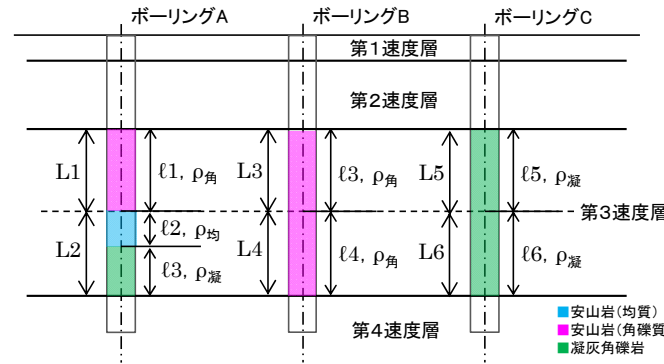 ボーリングA ボーリングB ボーリングC
第1速度層
第2速度層
L1 ℓ1, ρ角 L3 ℓ3, ρ角 L5 ℓ5, ρ凝
第3速度層
L2 ℓ2, ρ均 L4 ℓ4, ρ角 L6 ℓ6, ρ凝
ℓ3, ρ凝
第4速度層
安山岩(均質)
安山岩(角礫質
凝灰角礫岩